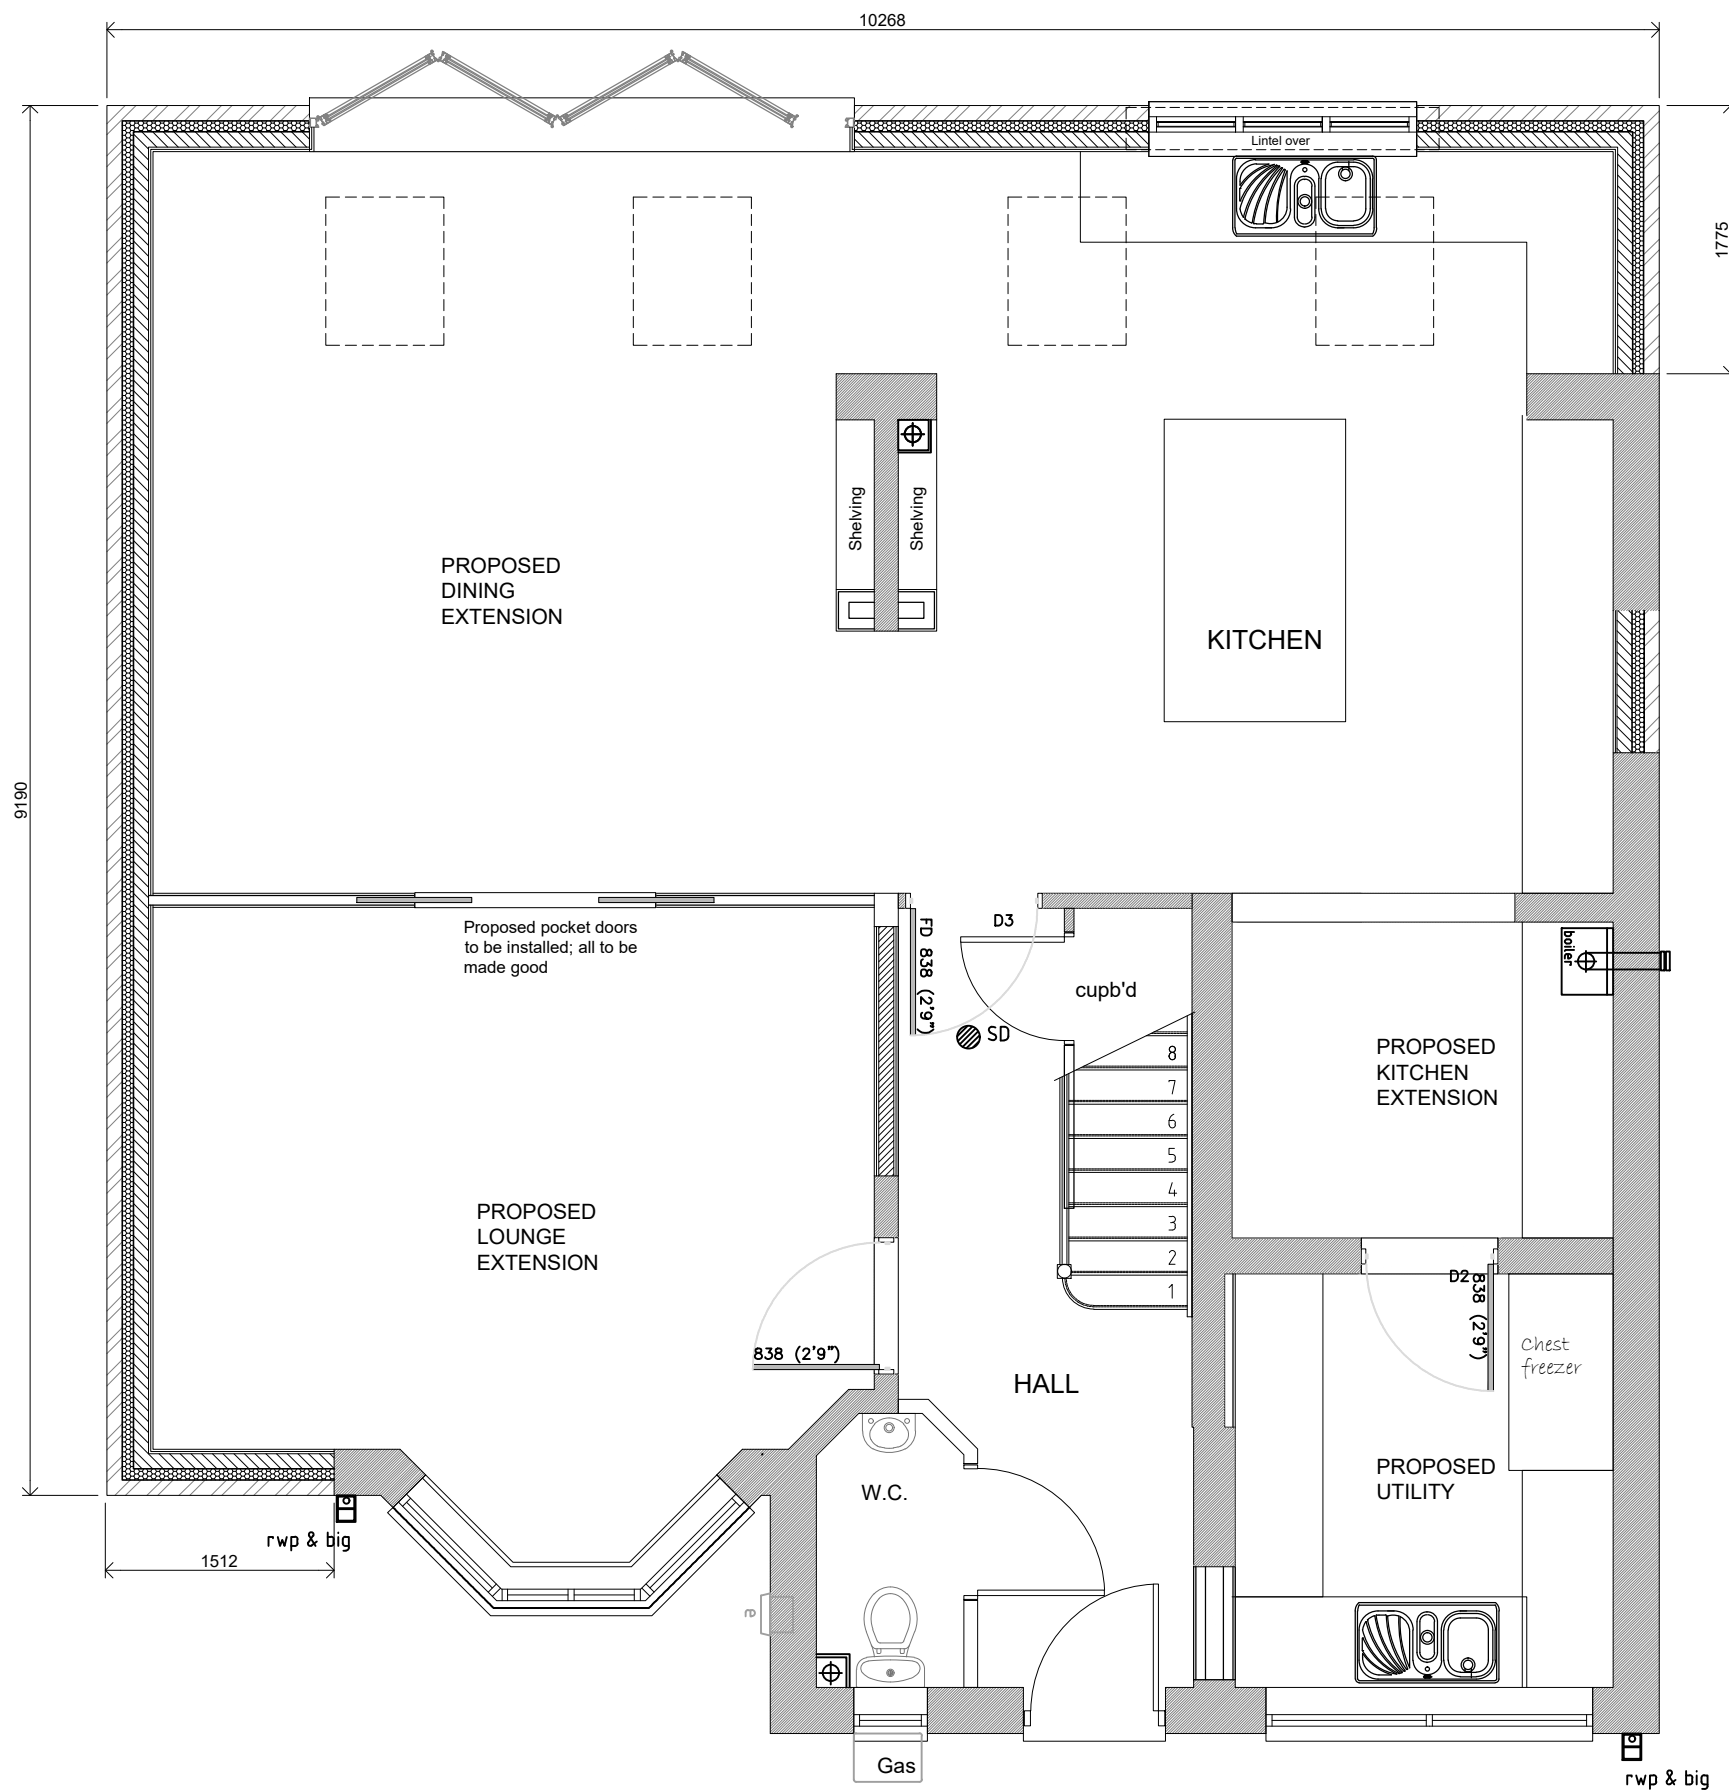 10268
Lintel over
1775
Shelving
Shelving
PROPOSED
DINING
EXTENSION
KITCHEN
9190
Proposed pocket doors
to be installed; all to be
made good
FD 838 (2'9")
D3
cupb'd
boiler
SD
8
7
6
5
4
3
2
1
PROPOSED
KITCHEN
EXTENSION
PROPOSED
LOUNGE
EXTENSION
D2
838 (2'9")
838 (2'9")
Chest
freezer
HALL
PROPOSED
UTILITY
W.C.
rwp & big
1512
e
Gas
rwp & big